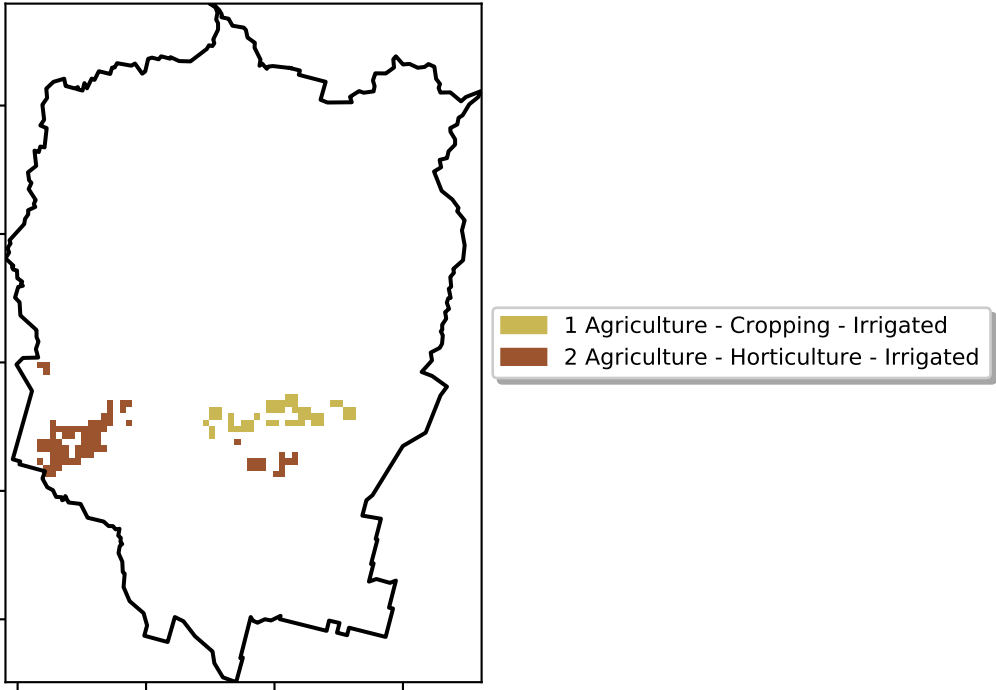 1 Agriculture - Cropping - Irrigated
2 Agriculture - Horticulture - Irrigated